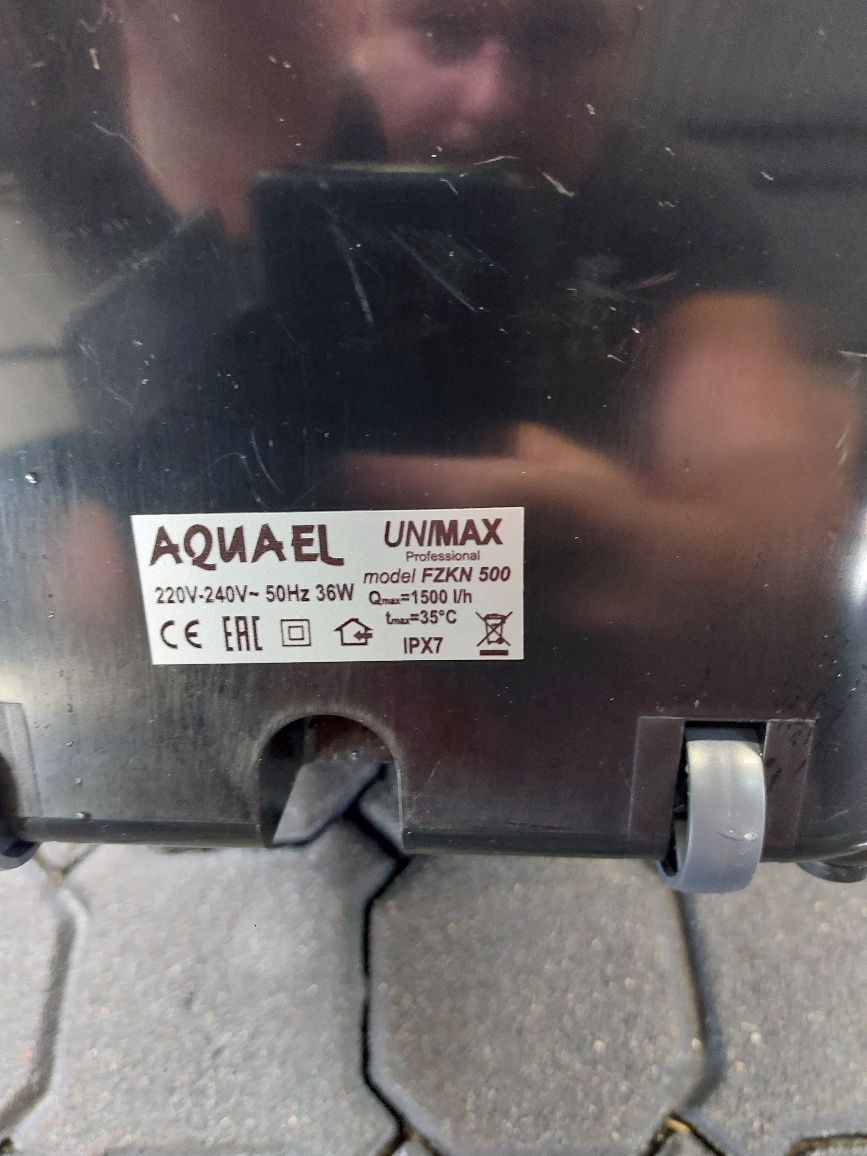 AQUAEL
UNIMAX
Professional
model FZKN 500
220V-240V~ 50Hz 36W
Qmax=1500 l/h
tmax=35°C
CE EAC
IPX7